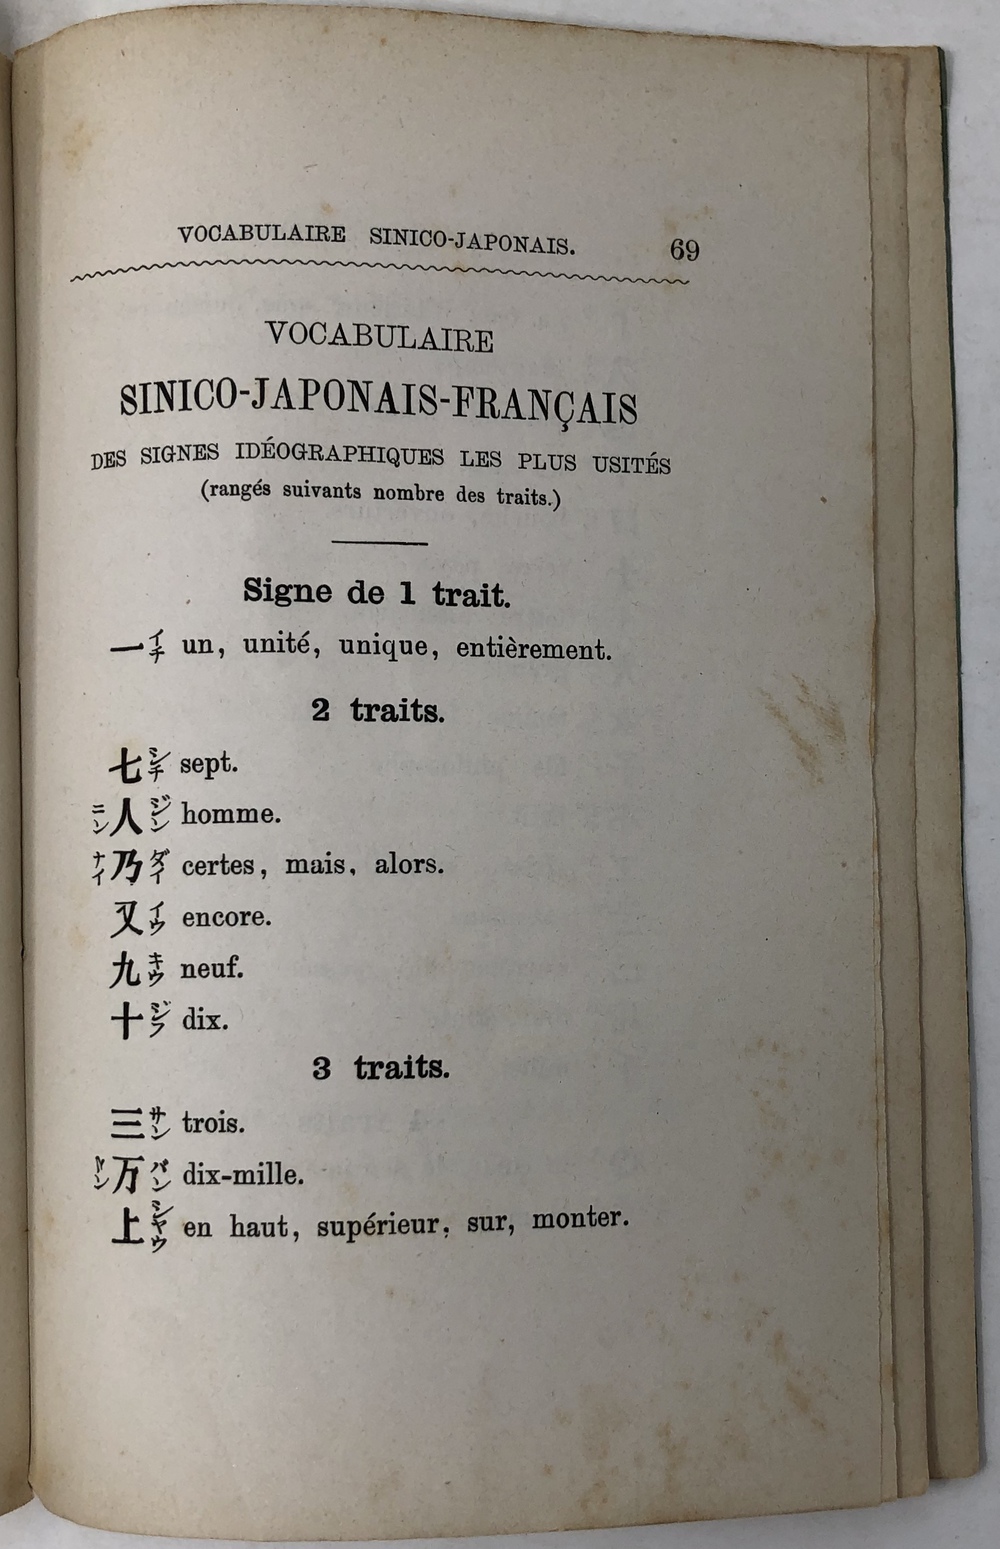 VOCABULAIRE SINICO-JAPONAIS. 69
VOCABULAIRE
SINICO-JAPONAIS-FRANÇAIS
DES SIGNES IDÉOGRAPHIQUES LES PLUS USITÉS
(rangés suivants nombre des traits.)
Signe de 1 trait.
一 イチ un, unité, unique, entièrement.
2 traits.
七 シチ sept.
ニン 人 ジン homme.
ナイ 乃 ダイ certes, mais, alors.
又 イウ encore.
九 キウ neuf.
十 ジフ dix.
3 traits.
三 サン trois.
万 バン dix-mille.
上 シヤウ en haut, supérieur, sur, monter.